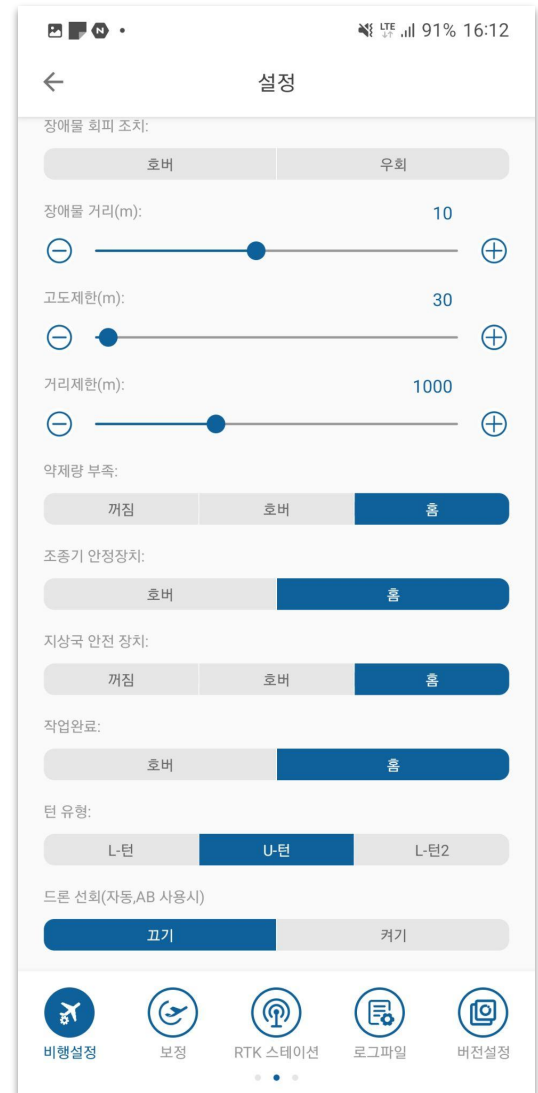 LTE 91% 16:12
설정
장애물 회피 조치:
호버 우회
장애물 거리(m): 10
고도제한(m): 30
거리제한(m): 1000
약제량 부족:
꺼짐 호버 홈
조종기 안정장치:
호버 홈
지상국 안전 장치:
꺼짐 호버 홈
작업완료:
호버 홈
턴 유형:
L-턴 U-턴 L-턴2
드론 선회(자동,AB 사용시)
끄기 켜기
비행설정 보정 RTK 스테이션 로그파일 버전설정